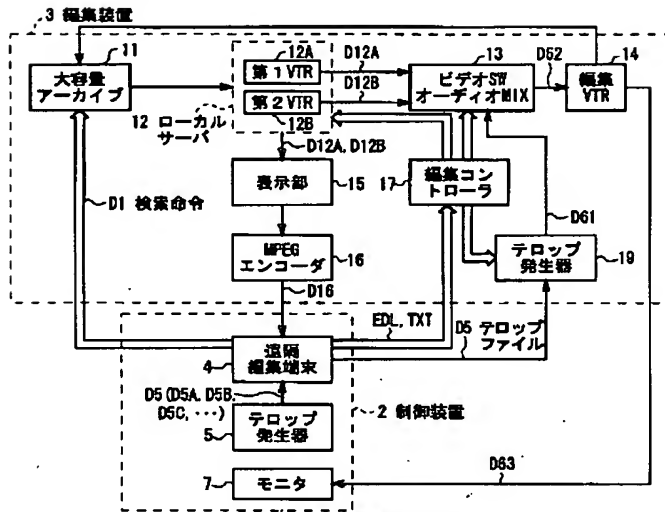 3 編集装置
11
大容量
アーカイブ
12A
第1VTR
第2VTR
12B
12 ローカル
サーバ
D12A
D12B
13
ビデオSW
オーディオMIX
D52
14
編集
VTR
D12A, D12B
表示部
15
17
編集コント
ローラ
D1 検索命令
D61
MPEG
エンコーダ
16
テロップ
発生器
19
D16
EDL, TXT
D5 テロップ
ファイル
遠隔
編集端末
4
D5(D5A, D5B,
D5C, ・・・)
2 制御装置
テロップ
発生器
5
D63
モニタ
7